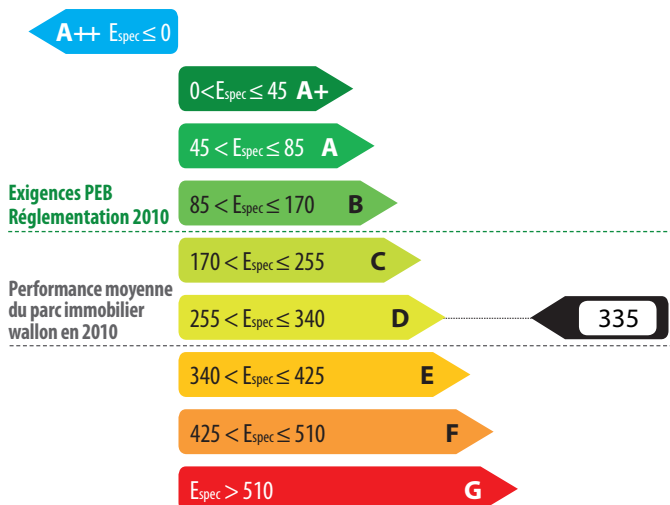 A++ Espec ≤ 0
0<Espec ≤ 45 A+
45 < Espec ≤ 85 A
Exigences PEB
Réglementation 2010
85 < Espec ≤ 170 B
170 < Espec ≤ 255 C
Performance moyenne
du parc immobilier
wallon en 2010
255 < Espec ≤ 340 D
335
340 < Espec ≤ 425 E
425 < Espec ≤ 510 F
Espec > 510 G